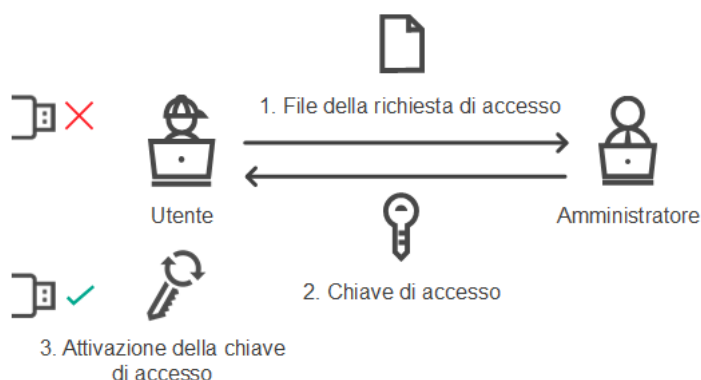 1. File della richiesta di accesso
Utente
Amministratore
2. Chiave di accesso
3. Attivazione della chiave
di accesso